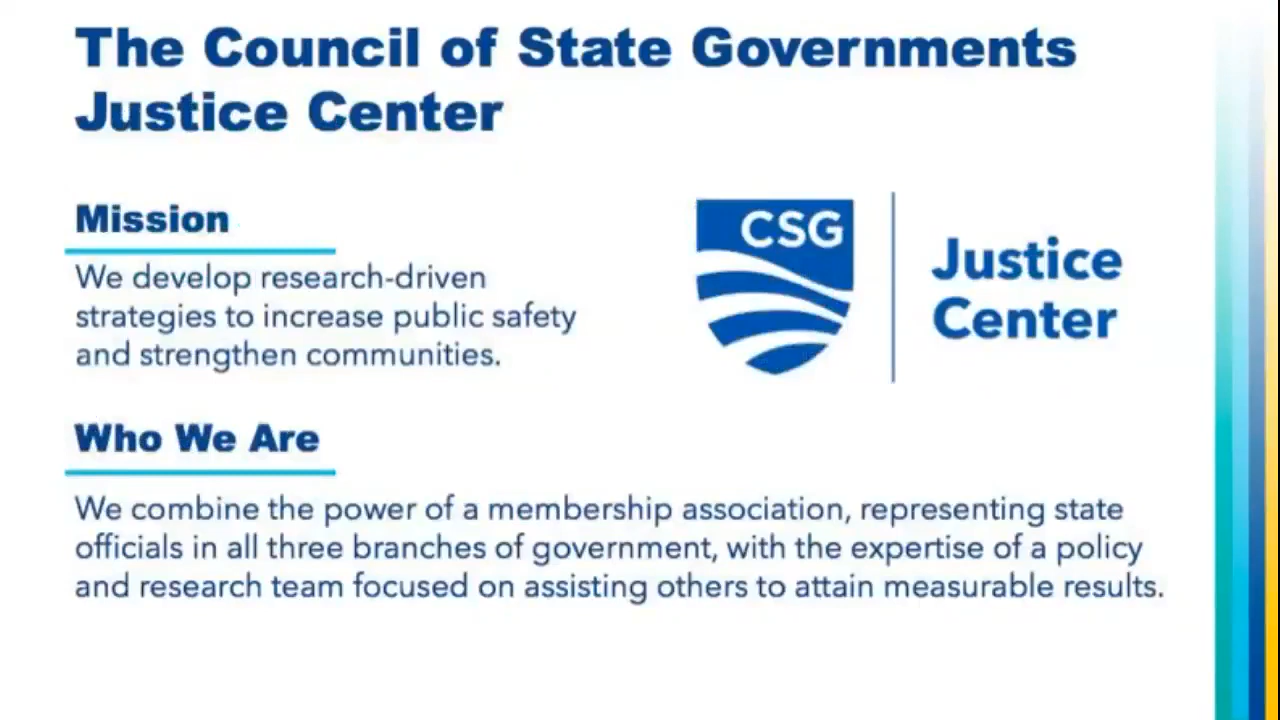 The Council of State Governments
Justice Center
Mission
We develop research-driven
strategies to increase public safety
and strengthen communities.
CSG
Justice
Center
Who We Are
We combine the power of a membership association, representing state
officials in all three branches of government, with the expertise of a policy
and research team focused on assisting others to attain measurable results.